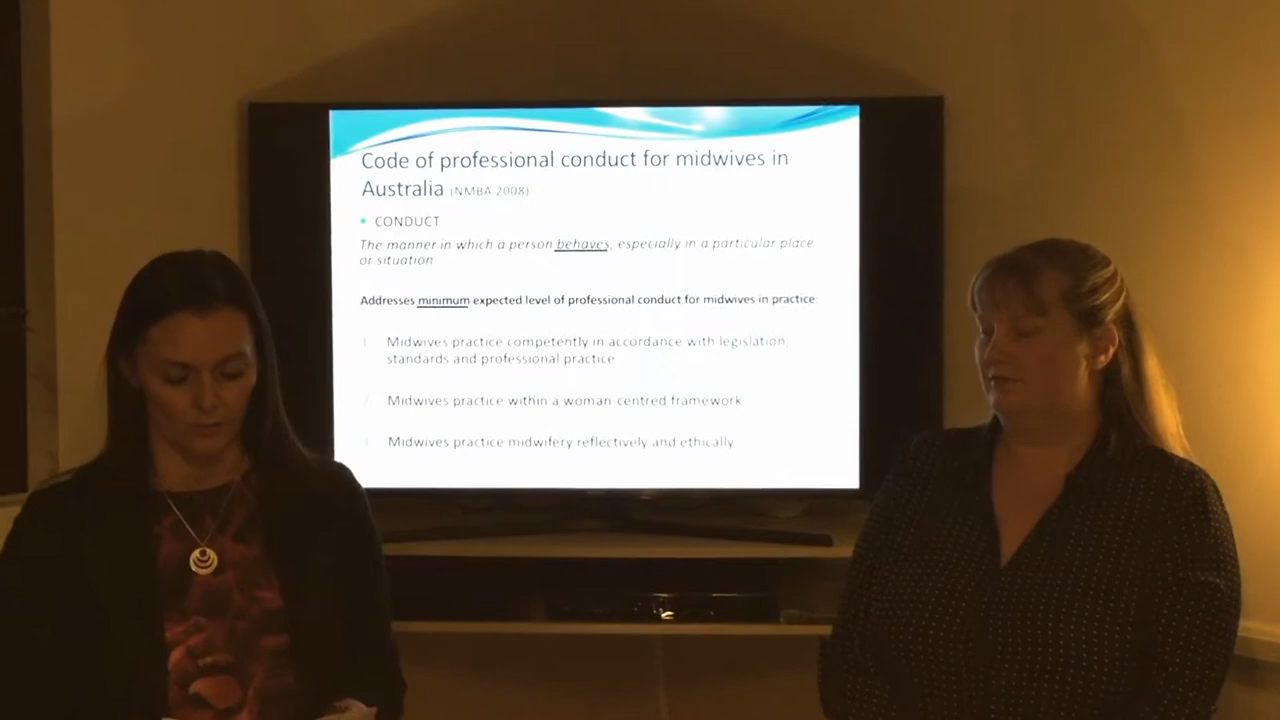 Code of professional conduct for midwives in
Australia (NMBA 2008)
• CONDUCT
The manner in which a person behaves, especially in a particular place
or situation
Addresses minimum expected level of professional conduct for midwives in practice:
Midwives practice competently in accordance with legislation,
standards and professional practice
Midwives practice within a woman-centred framework
Midwives practice midwifery reflectively and ethically